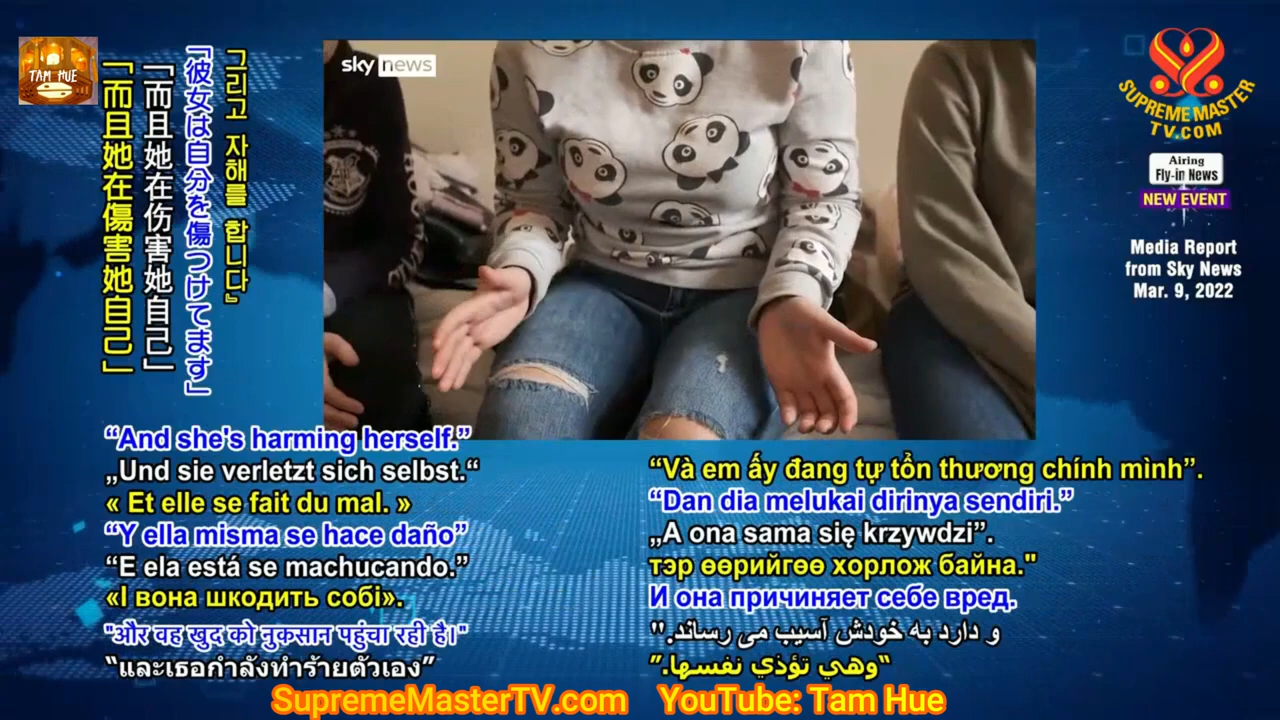 TAM HUE
「而且她在傷害她自己」
「而且她在伤害她自己」
「彼女は自分を傷つけてます」
그리고 자해를 합니다』
sky news
SUPREME MASTER
TV.COM
Airing
Fly-in News
NEW EVENT
Media Report
from Sky News
Mar. 9, 2022
“And she's harming herself.”
„Und sie verletzt sich selbst.“
« Et elle se fait du mal. »
“Y ella misma se hace daño”
“E ela está se machucando.”
«І вона шкодить собі».
"और वह खुद को नुकसान पहुंचा रही है।"
“และเธอกำลังทำร้ายตัวเอง”
“Và em ấy đang tự tổn thương chính mình”.
“Dan dia melukai dirinya sendiri.”
„A ona sama się krzywdzi”.
тэр өөрийгөө хорлож байна."
И она причиняет себе вред.
و دارد به خودش آسیب می رساند."
“وهي تؤذي نفسها.”
SupremeMasterTV.com YouTube: Tam Hue